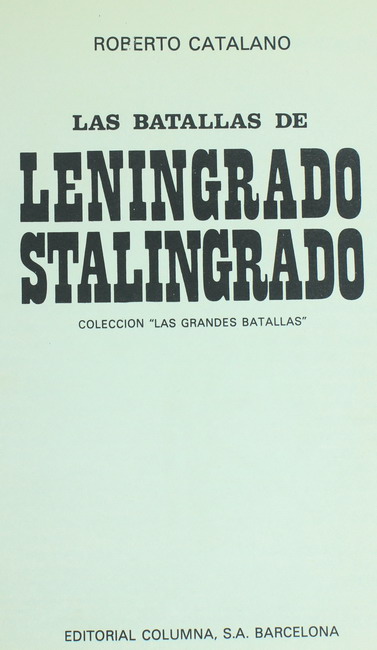 ROBERTO CATALANO
LAS BATALLAS DE
LENINGRADO
STALINGRADO
COLECCION "LAS GRANDES BATALLAS"
EDITORIAL COLUMNA, S.A. BARCELONA